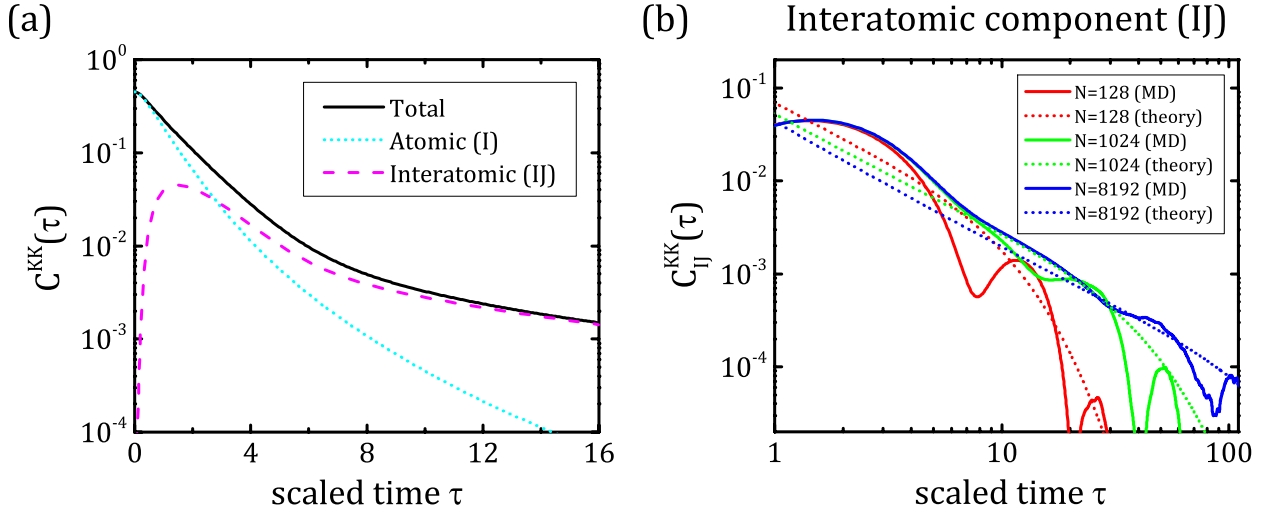 (a)
10^0
10^-1
10^-2
10^-3
10^-4
C^KK(τ)
Total
Atomic (I)
Interatomic (IJ)
0 4 8 12 16
scaled time τ
(b) Interatomic component (IJ)
10^-1
10^-2
10^-3
10^-4
C_IJ^KK(τ)
N=128 (MD)
N=128 (theory)
N=1024 (MD)
N=1024 (theory)
N=8192 (MD)
N=8192 (theory)
1 10 100
scaled time τ